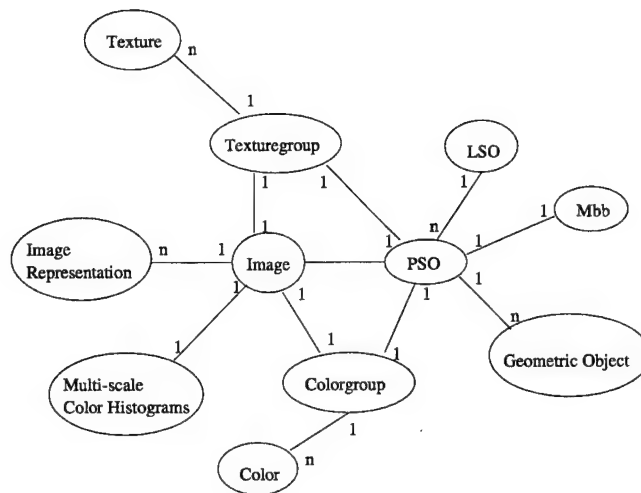 Texture
n
1
Texturegroup
1
1
LSO
1
n
Mbb
1
1
1
1
Image
Representation
n
1
Image
PSO
1
1
1
1
n
Geometric Object
1
Multi-scale
Color Histograms
1
1
Colorgroup
1
n
Color